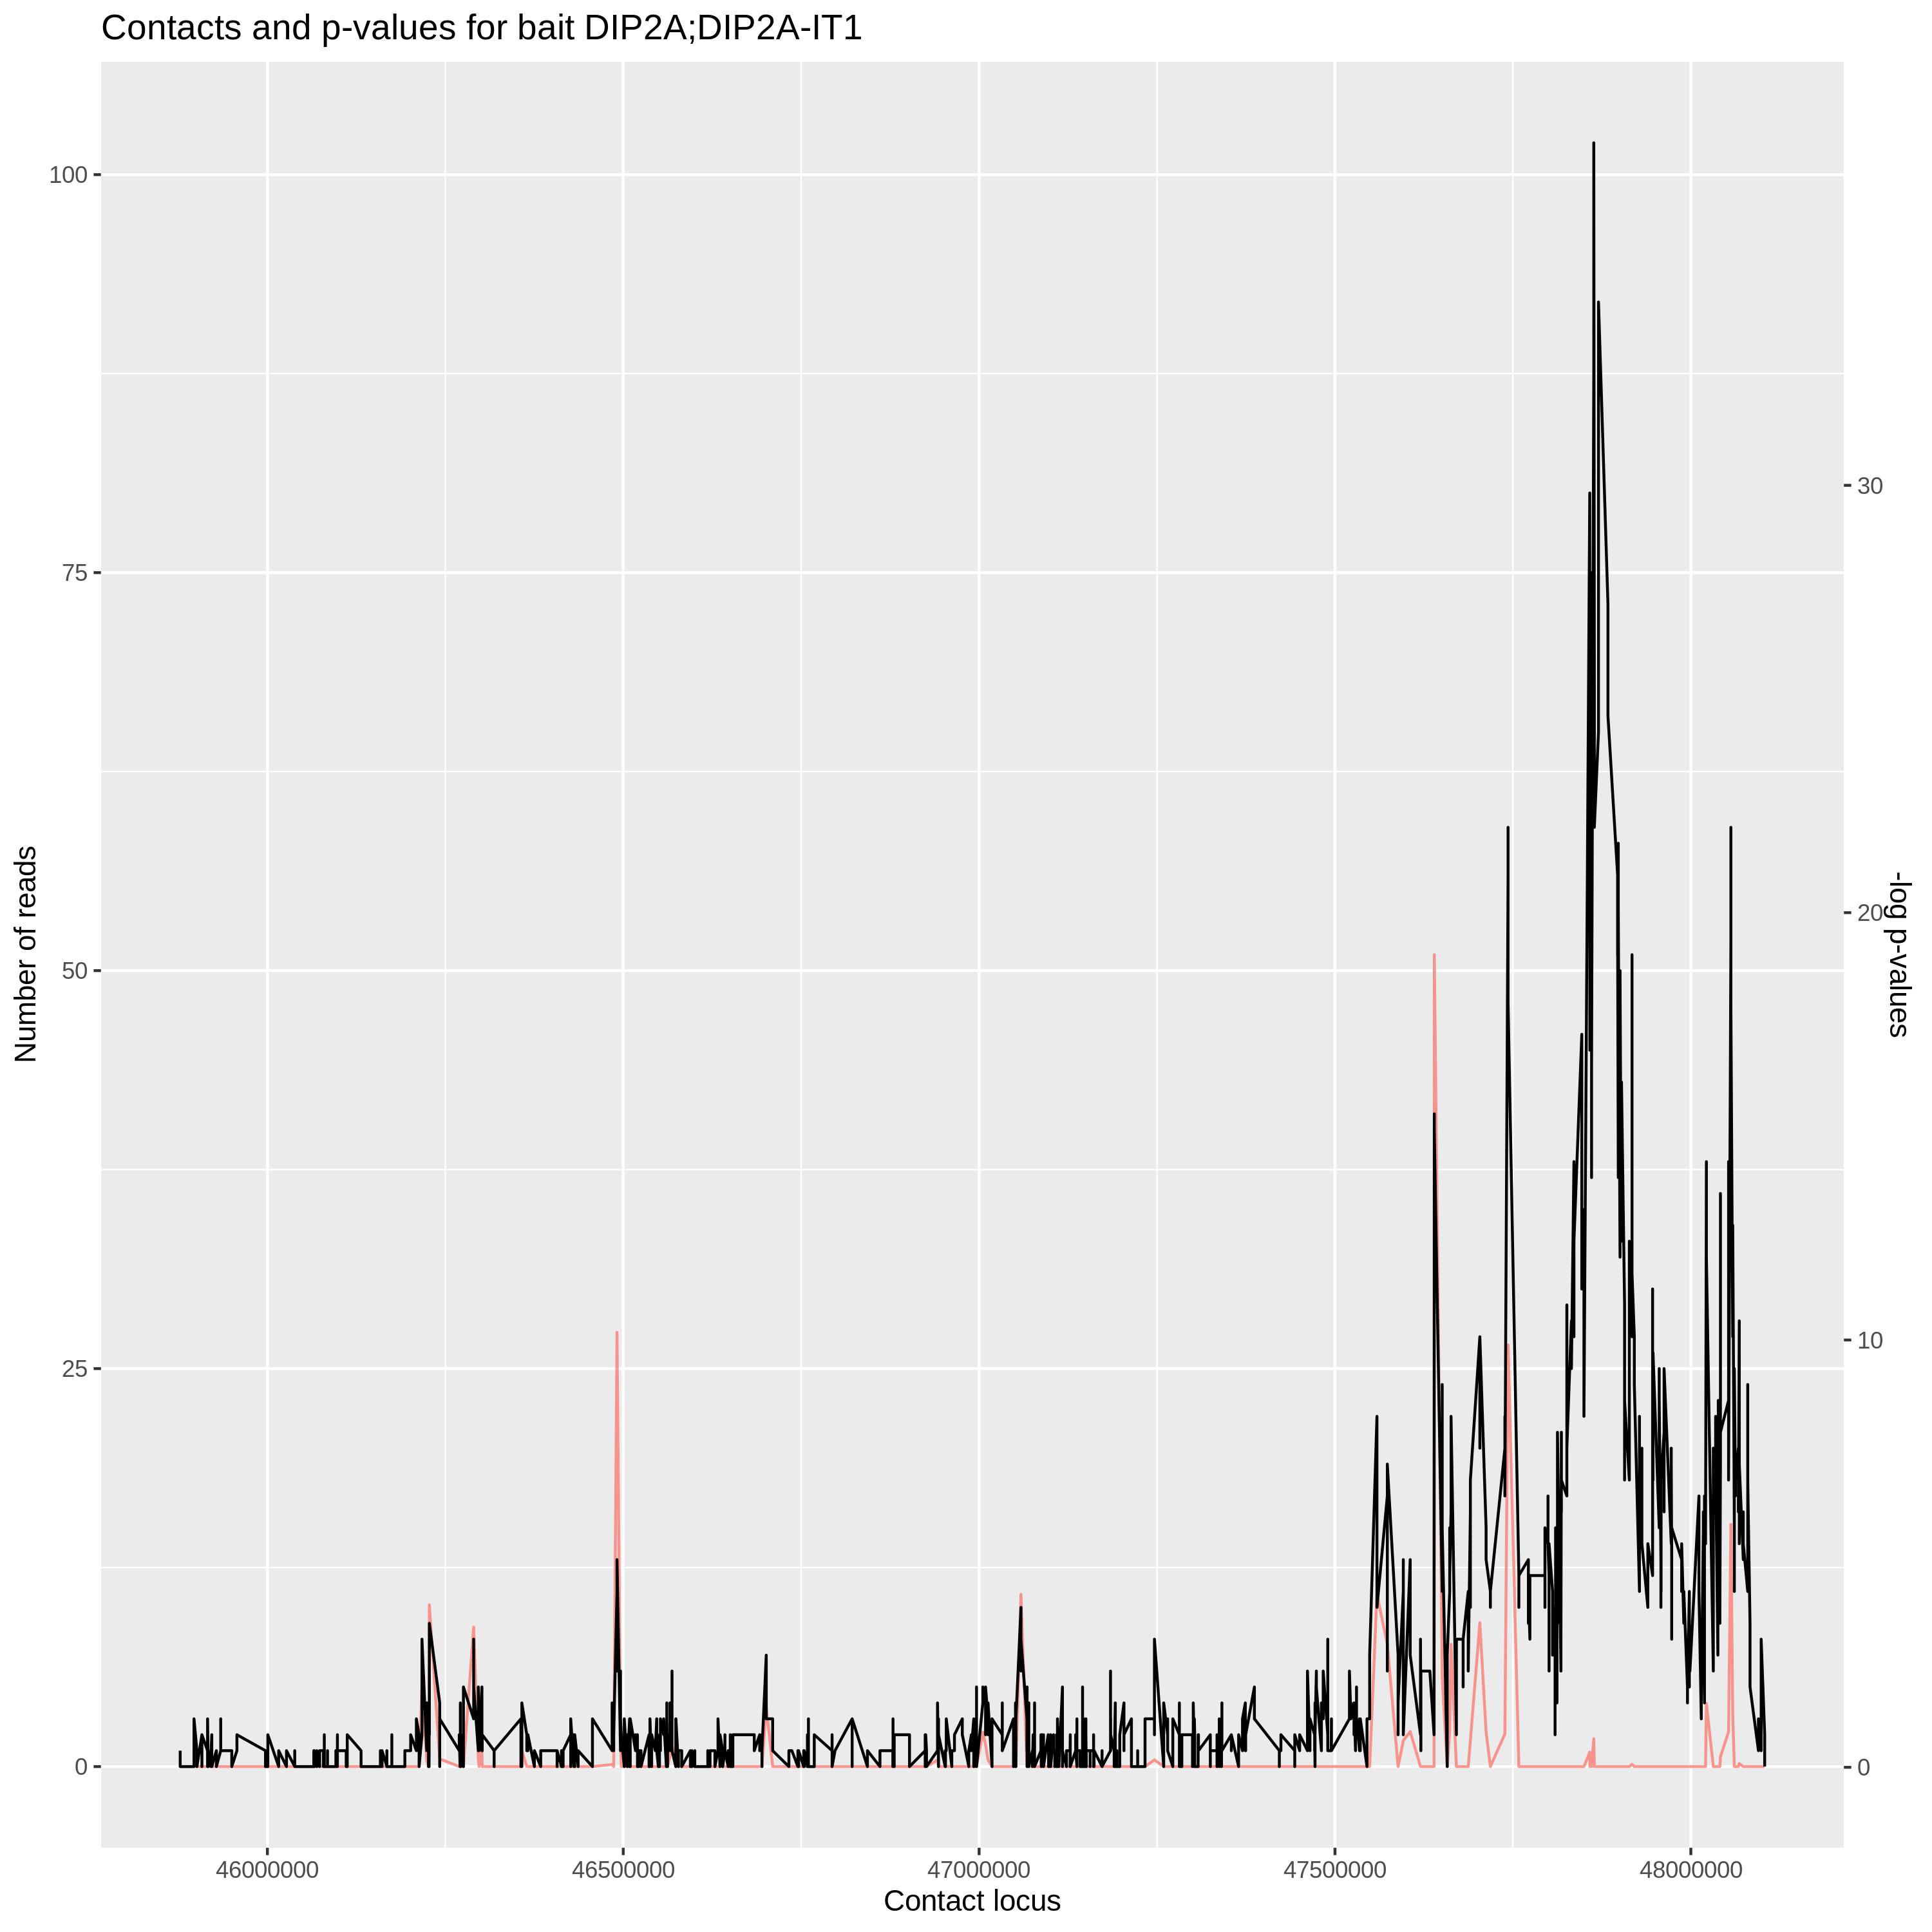 Contacts and p-values for bait DIP2A;DIP2A-IT1
100
75
50
25
0
Number of reads
30
20
10
0
-log p-values
46000000 46500000 47000000 47500000 48000000
Contact locus